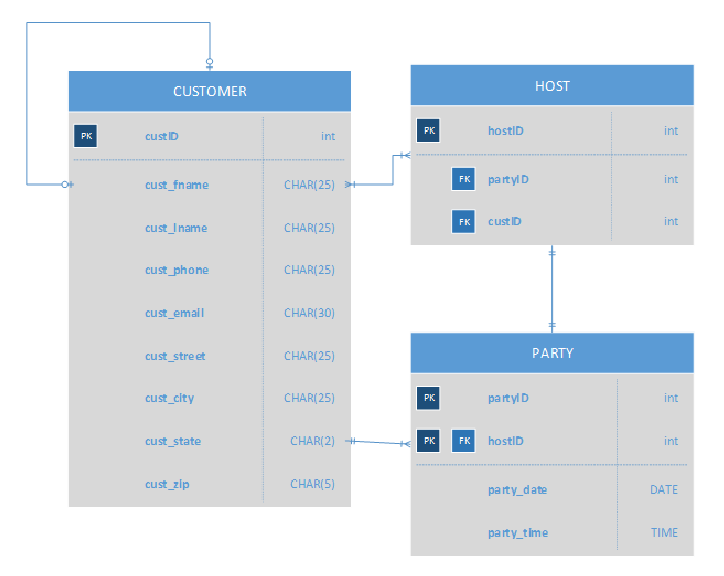 CUSTOMER
PK custID int
cust_fname CHAR(25)
cust_lname CHAR(25)
cust_phone CHAR(25)
cust_email CHAR(30)
cust_street CHAR(25)
cust_city CHAR(25)
cust_state CHAR(2)
cust_zip CHAR(5)
HOST
PK hostID int
FK partyID int
FK custID int
PARTY
PK partyID int
PK FK hostID int
party_date DATE
party_time TIME